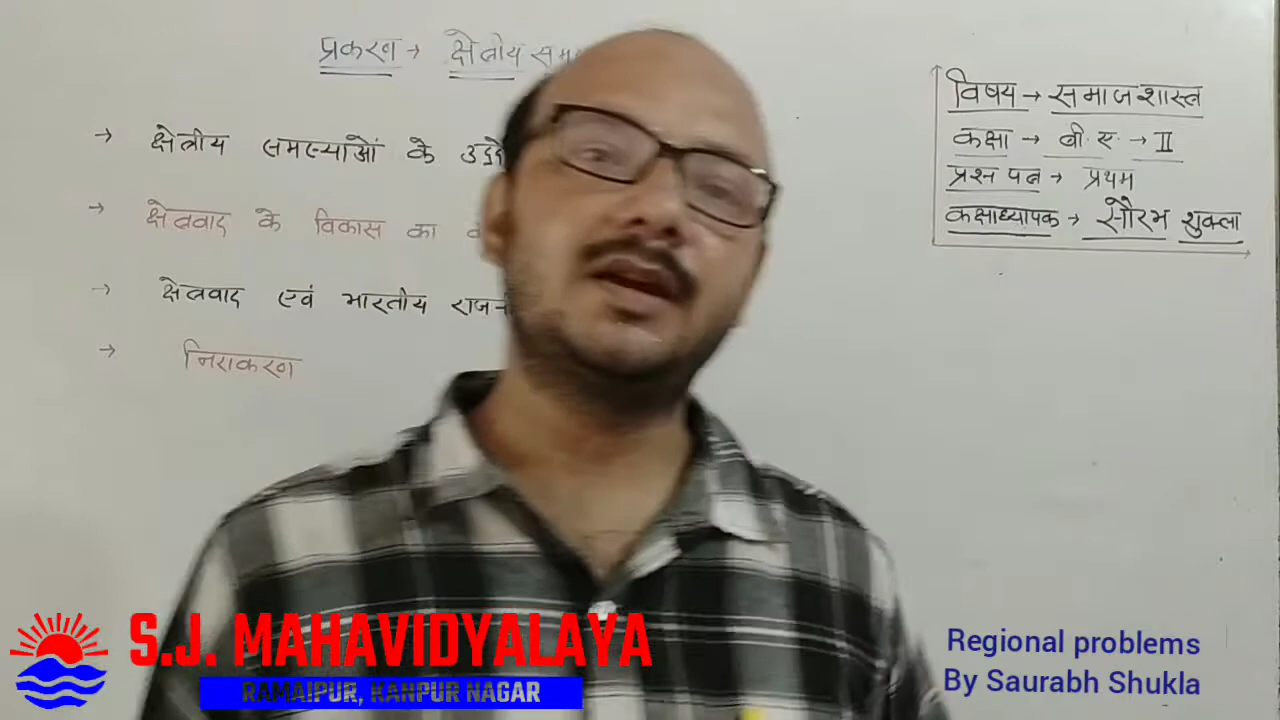 प्रकरण → क्षेत्रीय
→ क्षेत्रीय समस्याओं के
→ क्षेत्रवाद के विकास का
→ क्षेत्रवाद एवं भारतीय
→ निराकरण
विषय → समाजशास्त्र
कक्षा → बी.ए. → II
प्रश्न पत्र → प्रथम
कक्षाध्यापक → सौरभ शुक्ला
S.J. MAHAVIDYALAYA
RAMAIPUR, KANPUR NAGAR
Regional problems
By Saurabh Shukla